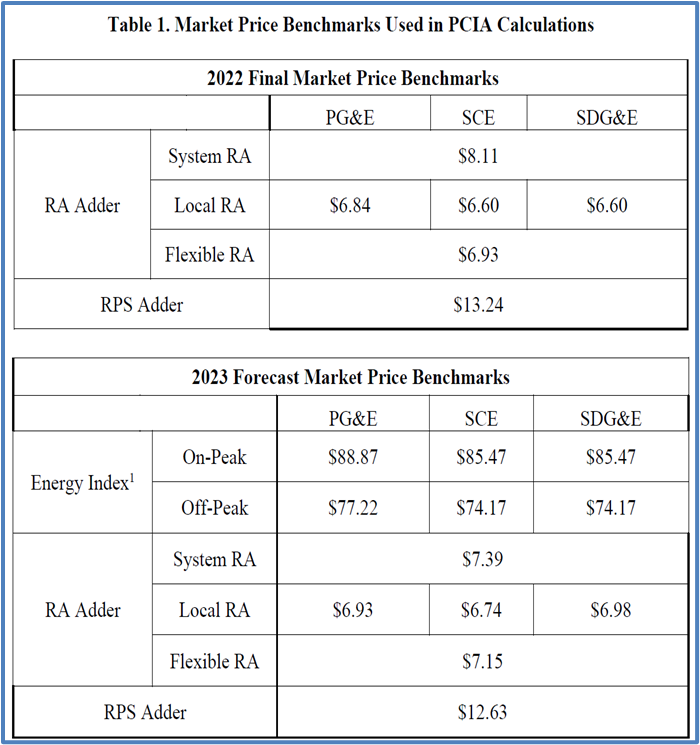 Table 1. Market Price Benchmarks Used in PCIA Calculations
2022 Final Market Price Benchmarks
PG&E SCE SDG&E
RA Adder
System RA $8.11
Local RA $6.84 $6.60 $6.60
Flexible RA $6.93
RPS Adder $13.24
2023 Forecast Market Price Benchmarks
PG&E SCE SDG&E
Energy Index¹
On-Peak $88.87 $85.47 $85.47
Off-Peak $77.22 $74.17 $74.17
RA Adder
System RA $7.39
Local RA $6.93 $6.74 $6.98
Flexible RA $7.15
RPS Adder $12.63